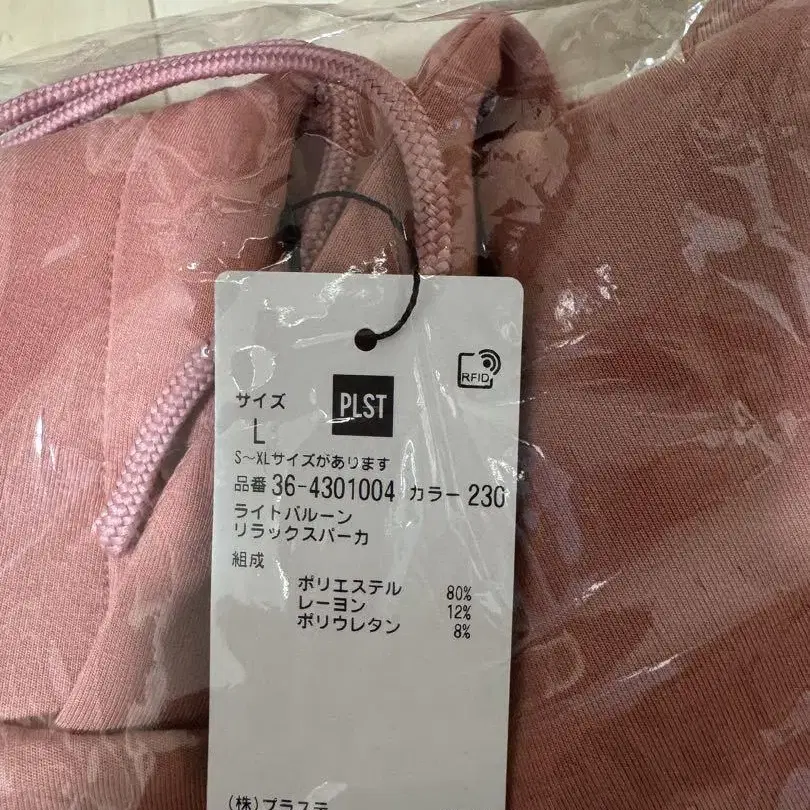 RFID
PLST
サイズ
L
S～XLサイズがあります
品番 36-4301004 カラー 230
ライトバルーン
リラックスパーカ
組成
ポリエステル 80%
レーヨン 12%
ポリウレタン 8%
(株)プラステ